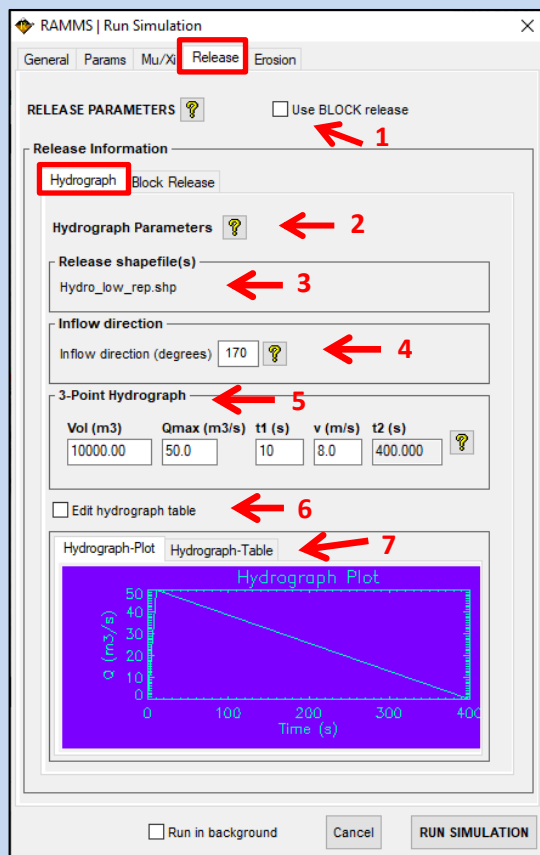 RAMMS | Run Simulation
General Params Mu/Xi Release Erosion
RELEASE PARAMETERS ? Use BLOCK release
1
Release Information
Hydrograph Block Release
Hydrograph Parameters ? 2
Release shapefile(s)
Hydro_low_rep.shp 3
Inflow direction
Inflow direction (degrees) 170 ? 4
3-Point Hydrograph 5
Vol (m3) Qmax (m3/s) t1 (s) v (m/s) t2 (s)
10000.00 50.0 10 8.0 400.000 ?
Edit hydrograph table 6
Hydrograph-Plot Hydrograph-Table 7
Hydrograph Plot
Q (m3/s)
50
40
30
20
10
0
0 100 200 300 400
Time (s)
Run in background Cancel RUN SIMULATION